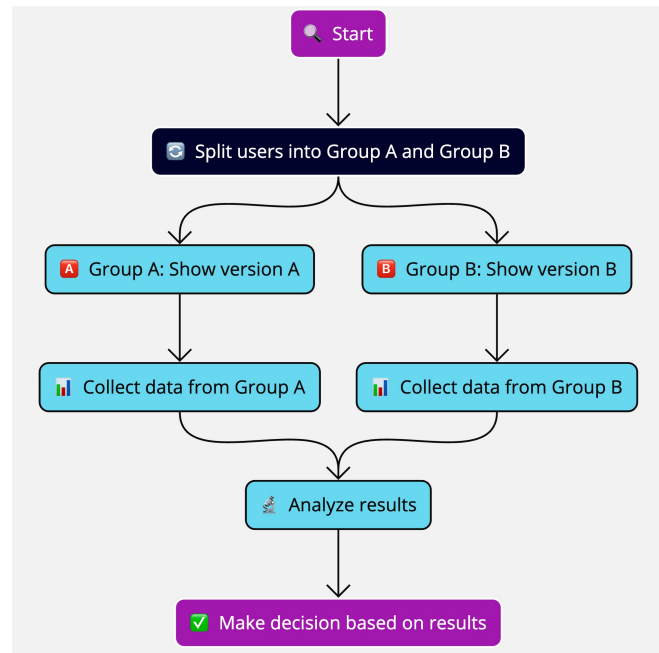 🔍 Start
🔄 Split users into Group A and Group B
🅰 Group A: Show version A
🅱 Group B: Show version B
📊 Collect data from Group A
📊 Collect data from Group B
🔬 Analyze results
✅ Make decision based on results